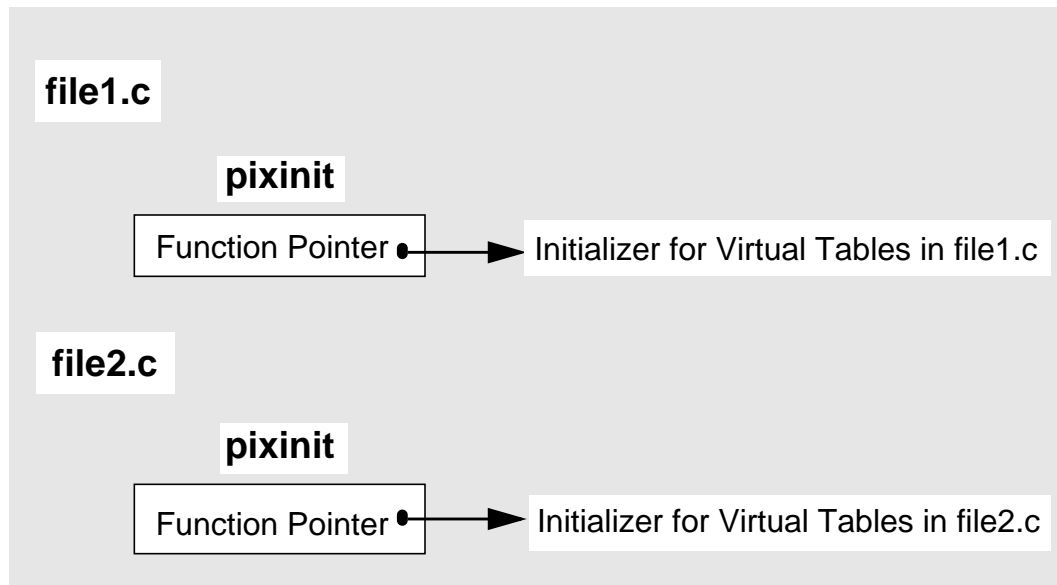 file1.c
pixinit
Function Pointer
Initializer for Virtual Tables in file1.c
file2.c
pixinit
Function Pointer
Initializer for Virtual Tables in file2.c